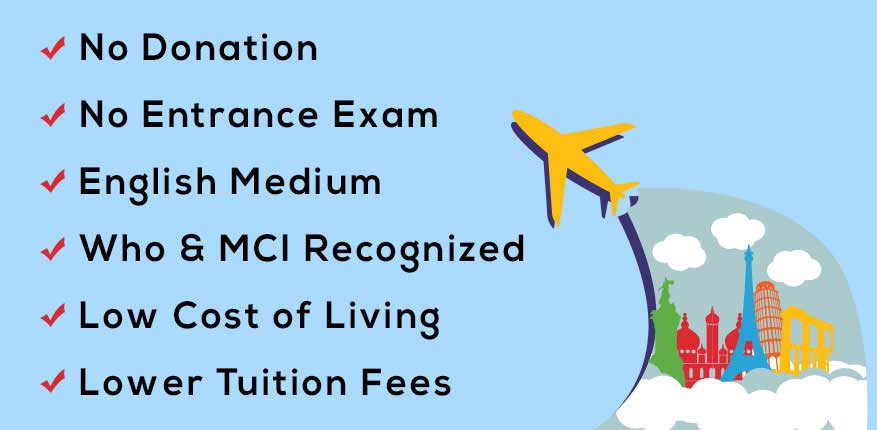 No Donation
No Entrance Exam
English Medium
Who & MCI Recognized
Low Cost of Living
Lower Tuition Fees